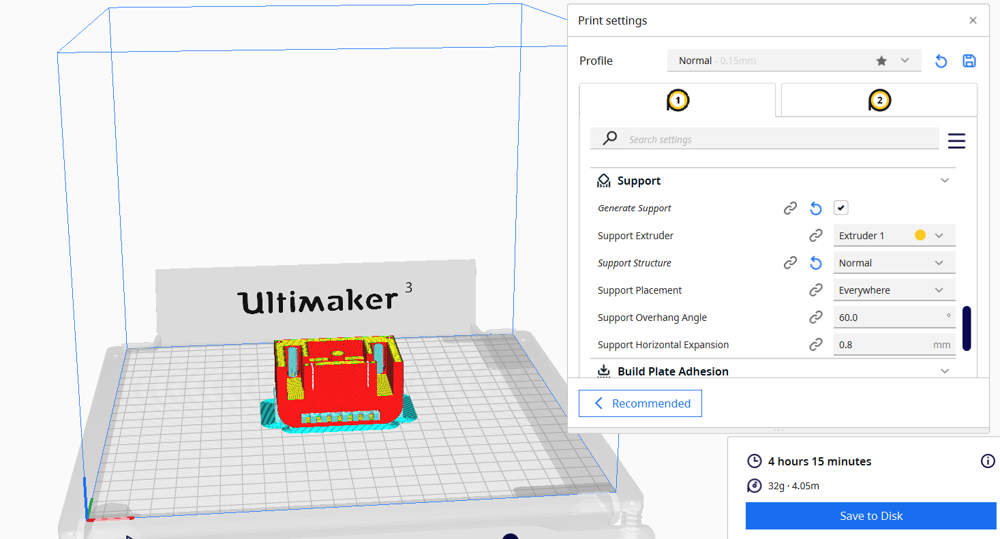 Print settings
Profile
Normal - 0.15mm
1
2
Search settings
Support
Generate Support
Support Extruder
Extruder 1
Support Structure
Normal
Support Placement
Everywhere
Support Overhang Angle
60.0 °
Support Horizontal Expansion
0.8 mm
Build Plate Adhesion
Recommended
Ultimaker 3
4 hours 15 minutes
32g · 4.05m
Save to Disk